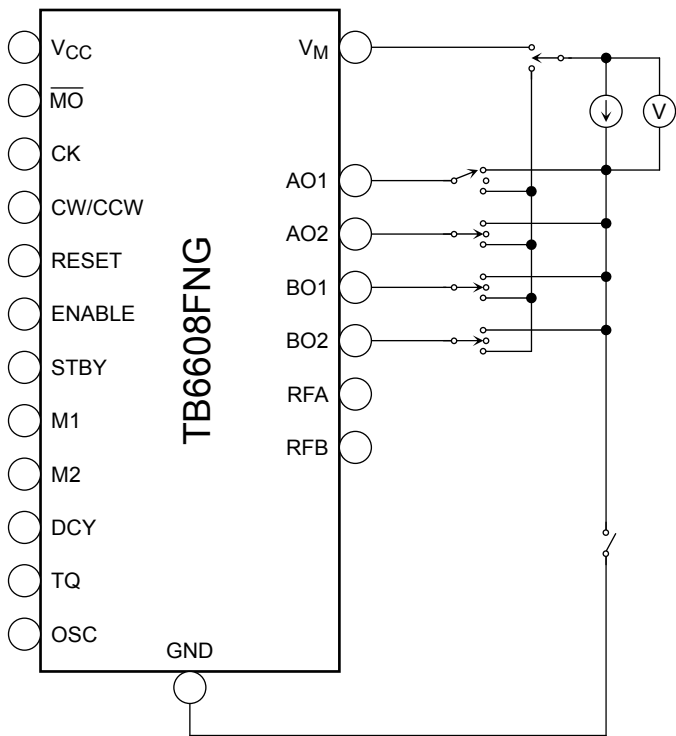 VCC
MO
CK
CW/CCW
RESET
ENABLE
STBY
M1
M2
DCY
TQ
OSC
TB6608FNG
VM
AO1
AO2
BO1
BO2
RFA
RFB
GND
V